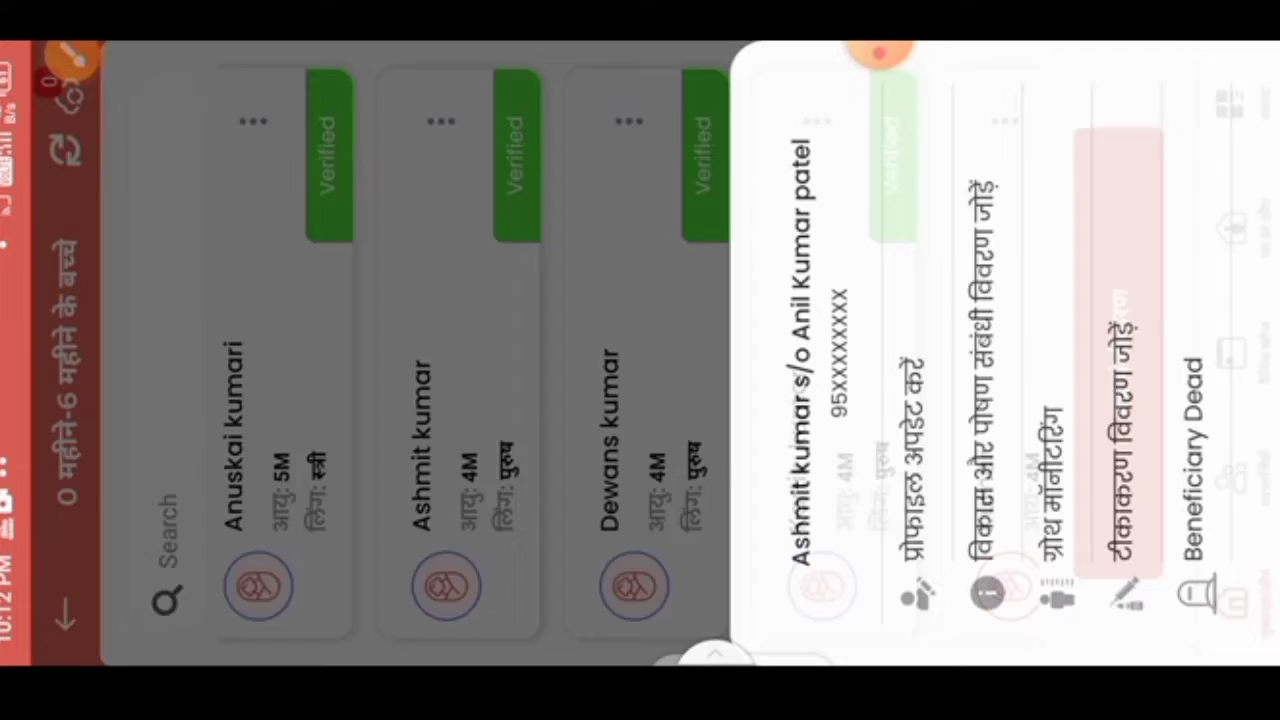 10:12 PM
0 महीने-6 महीने के बच्चे
0
Search
Anuskai kumari
आयु: 5M
लिंग: स्त्री
Verified
Ashmit kumar
आयु: 4M
लिंग: पुरुष
Verified
Dewans kumar
आयु: 4M
लिंग: पुरुष
Verified
Ashmit kumar s/o Anil Kumar patel
95XXXXXXXX
प्रोफाइल अपडेट करें
विकास और पोषण संबंधी विवरण जोड़ें
ग्रोथ मॉनीटरिंग
टीकाकरण विवरण जोड़ें
Beneficiary Dead